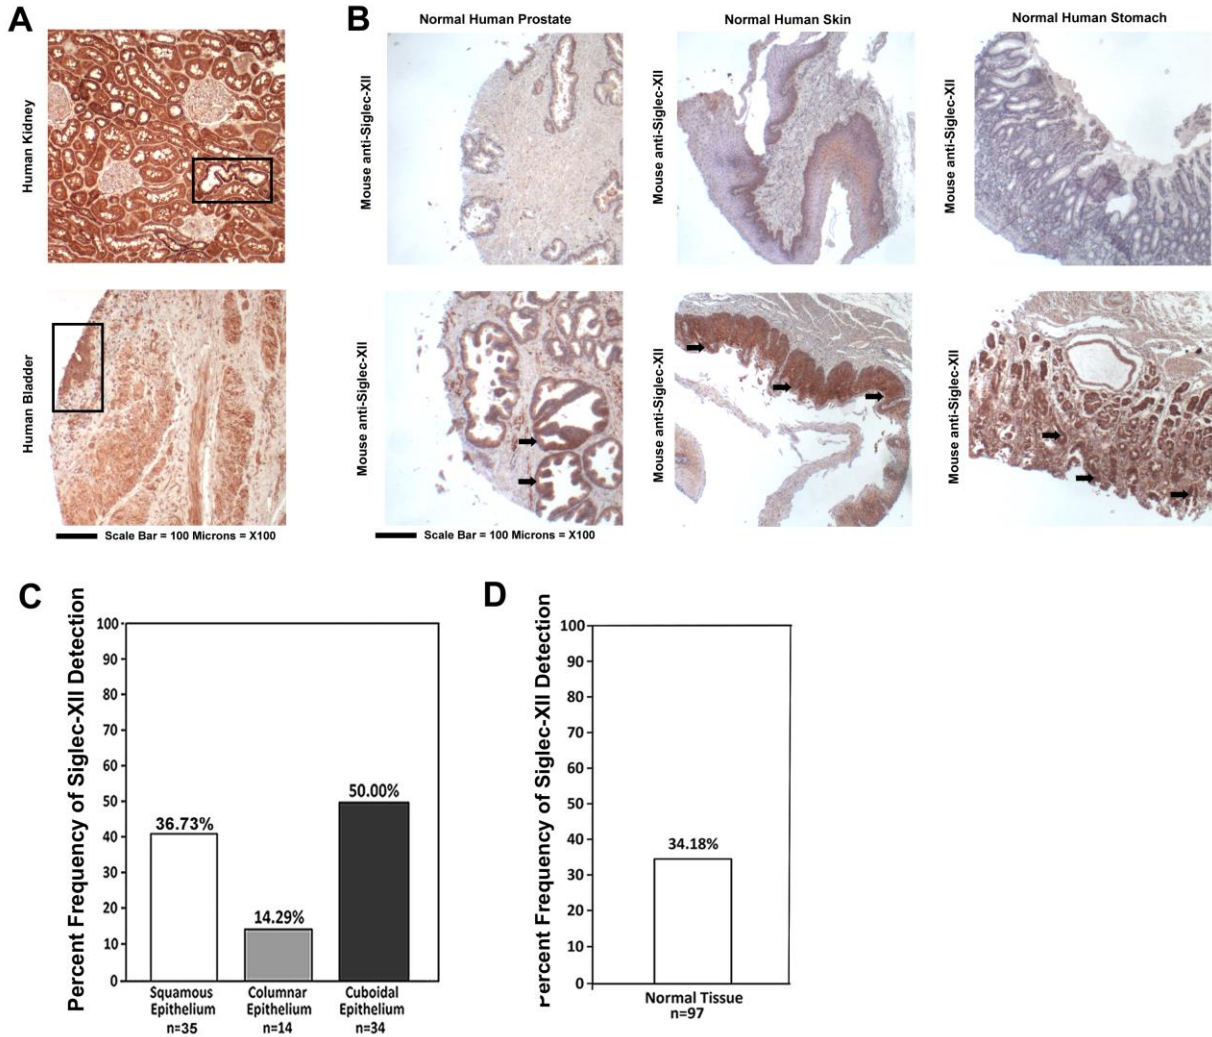 A
B
Normal Human Prostate
Normal Human Skin
Normal Human Stomach
Human Kidney
Mouse anti-Siglec-XII
Mouse anti-Siglec-XII
Mouse anti-Siglec-XII
Human Bladder
Mouse anti-Siglec-XII
Mouse anti-Siglec-XII
Mouse anti-Siglec-XII
Scale Bar = 100 Microns = X100
Scale Bar = 100 Microns = X100
C
Percent Frequency of Siglec-XII Detection
100
90
80
70
60
50
40
30
20
10
0
36.73%
14.29%
50.00%
Squamous
Epithelium
n=35
Columnar
Epithelium
n=14
Cuboidal
Epithelium
n=34
D
Percent Frequency of Siglec-XII Detection
100
90
80
70
60
50
40
30
20
10
0
34.18%
Normal Tissue
n=97